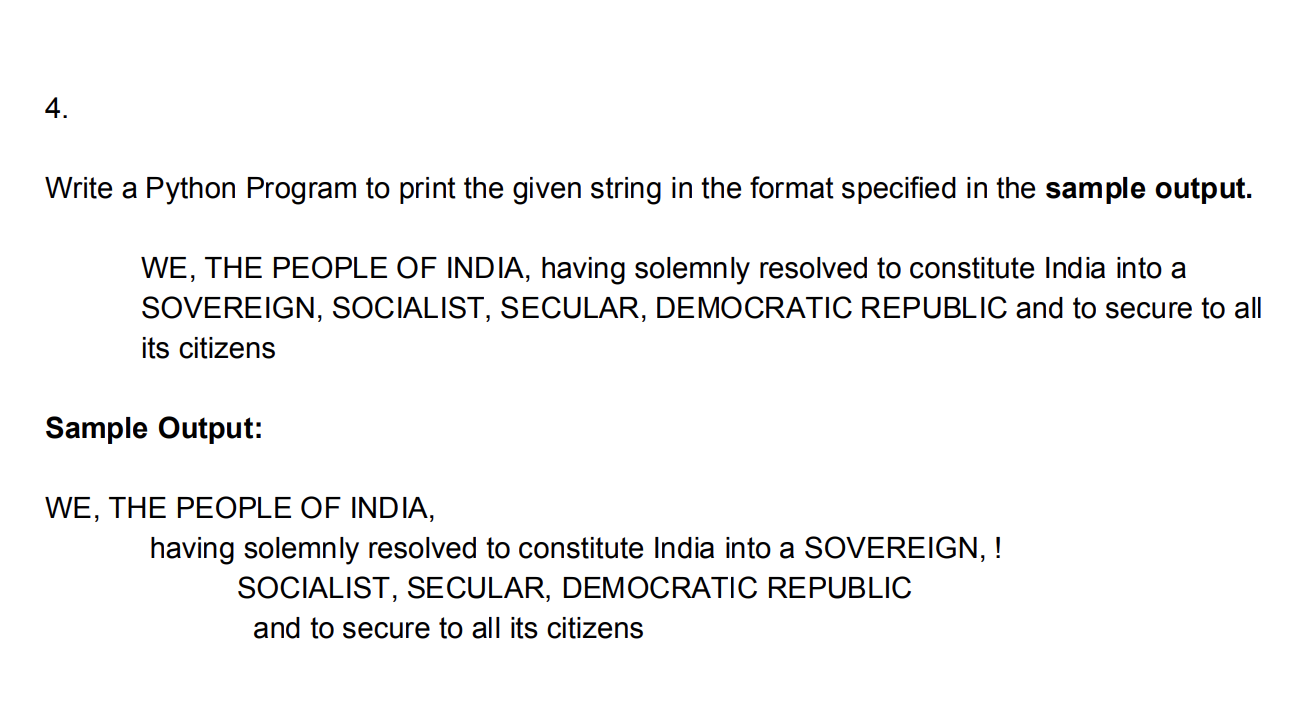 4.
Write a Python Program to print the given string in the format specified in the sample output.
WE, THE PEOPLE OF INDIA, having solemnly resolved to constitute India into a
SOVEREIGN, SOCIALIST, SECULAR, DEMOCRATIC REPUBLIC and to secure to all
its citizens
Sample Output:
WE, THE PEOPLE OF INDIA,
having solemnly resolved to constitute India into a SOVEREIGN, !
SOCIALIST, SECULAR, DEMOCRATIC REPUBLIC
and to secure to all its citizens